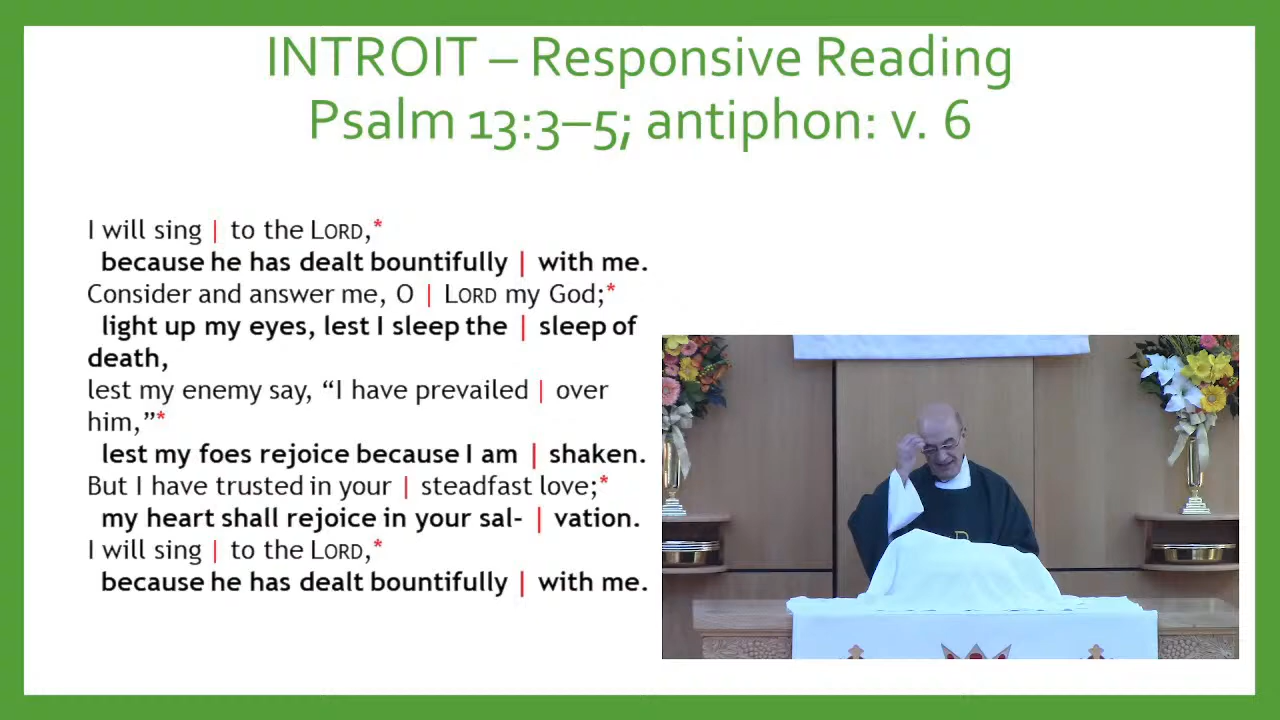 INTROIT – Responsive Reading
Psalm 13:3–5; antiphon: v. 6
I will sing | to the LORD,*
because he has dealt bountifully | with me.
Consider and answer me, O | LORD my God;*
light up my eyes, lest I sleep the | sleep of
death,
lest my enemy say, “I have prevailed | over
him,”*
lest my foes rejoice because I am | shaken.
But I have trusted in your | steadfast love;*
my heart shall rejoice in your sal- | vation.
I will sing | to the LORD,*
because he has dealt bountifully | with me.